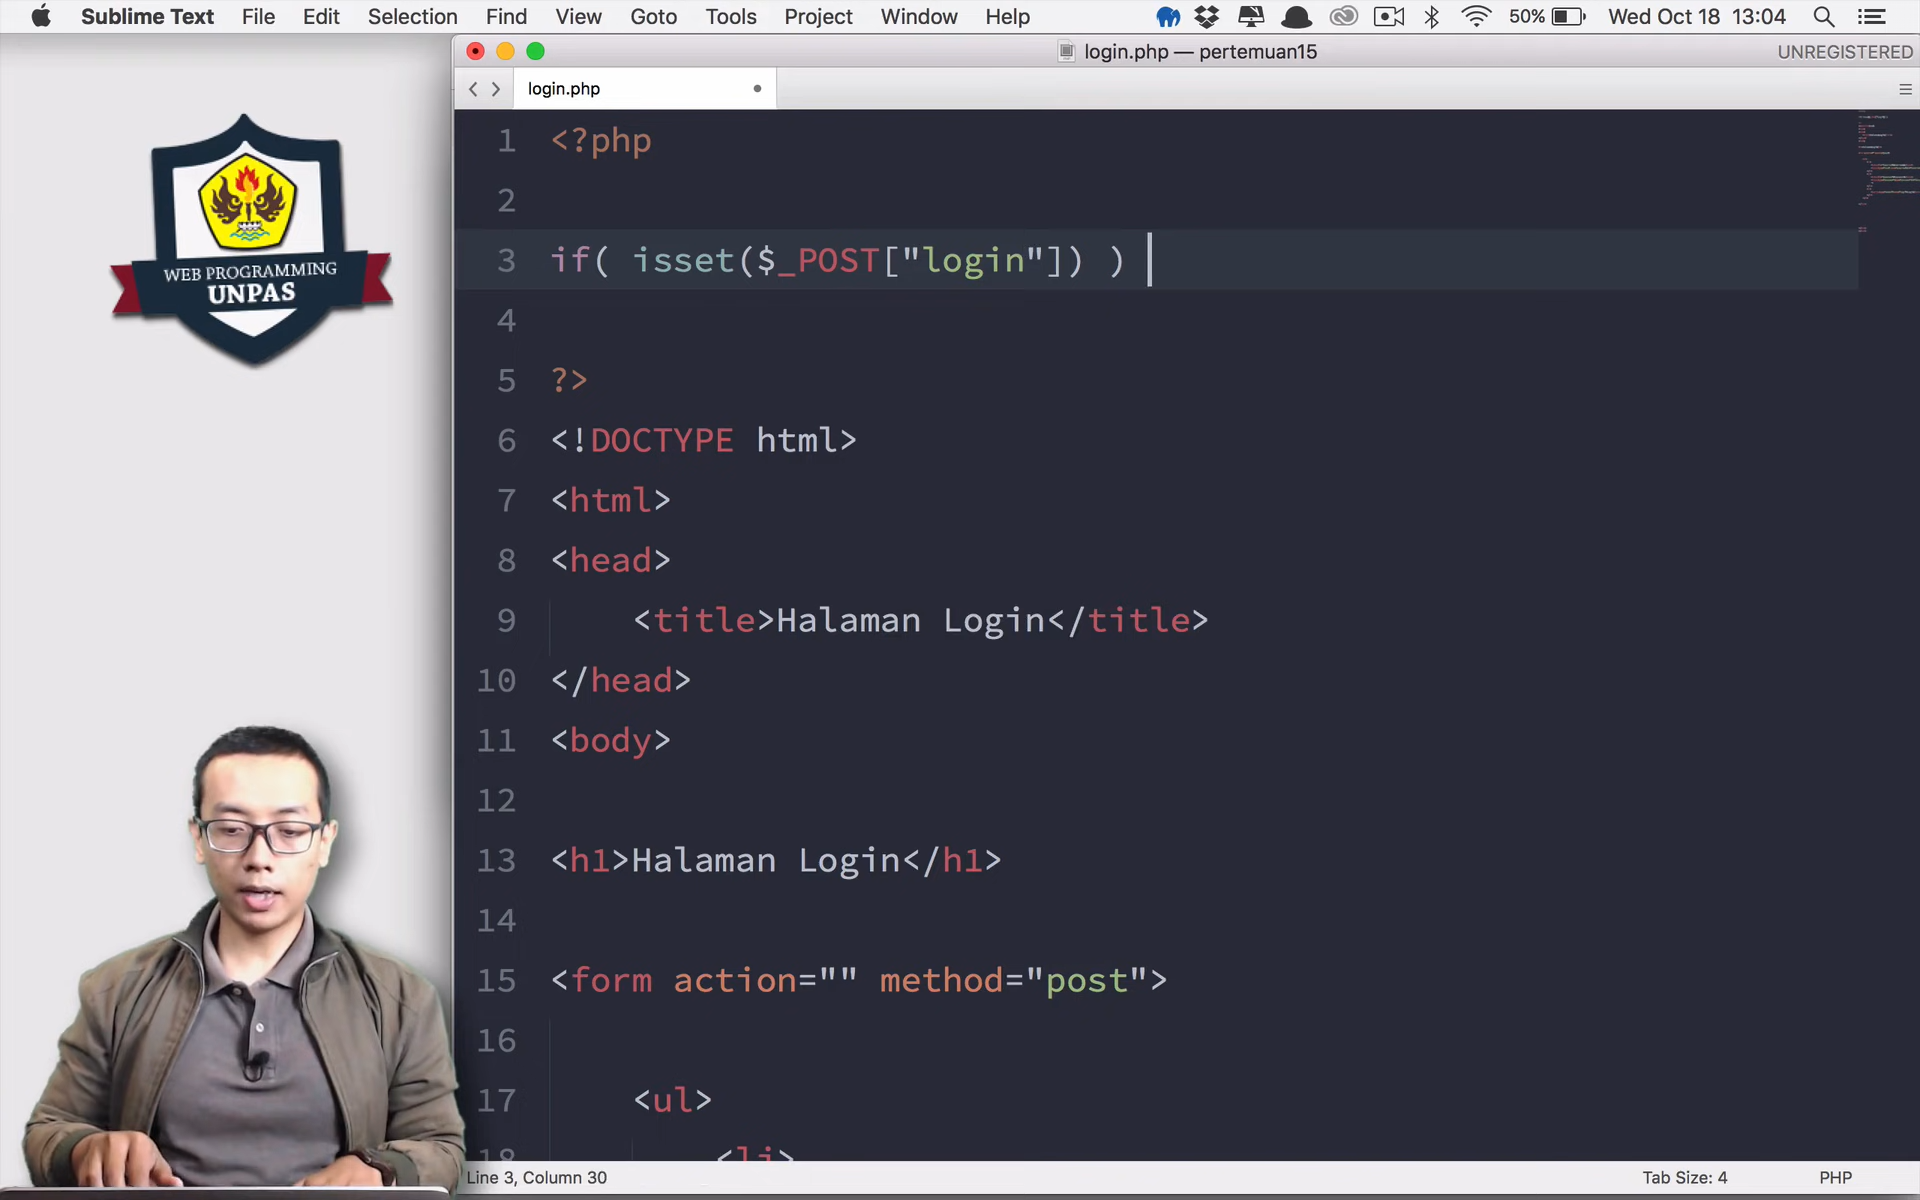 Sublime Text File Edit Selection Find View Goto Tools Project Window Help 50% Wed Oct 18 13:04
login.php — pertemuan15 UNREGISTERED
login.php
WEB PROGRAMMING
UNPAS
1 <?php
2
3 if( isset($_POST["login"]) )
4
5 ?>
6 <!DOCTYPE html>
7 <html>
8 <head>
9 <title>Halaman Login</title>
10 </head>
11 <body>
12
13 <h1>Halaman Login</h1>
14
15 <form action="" method="post">
16
17 <ul>
18 <li>
Line 3, Column 30 Tab Size: 4 PHP